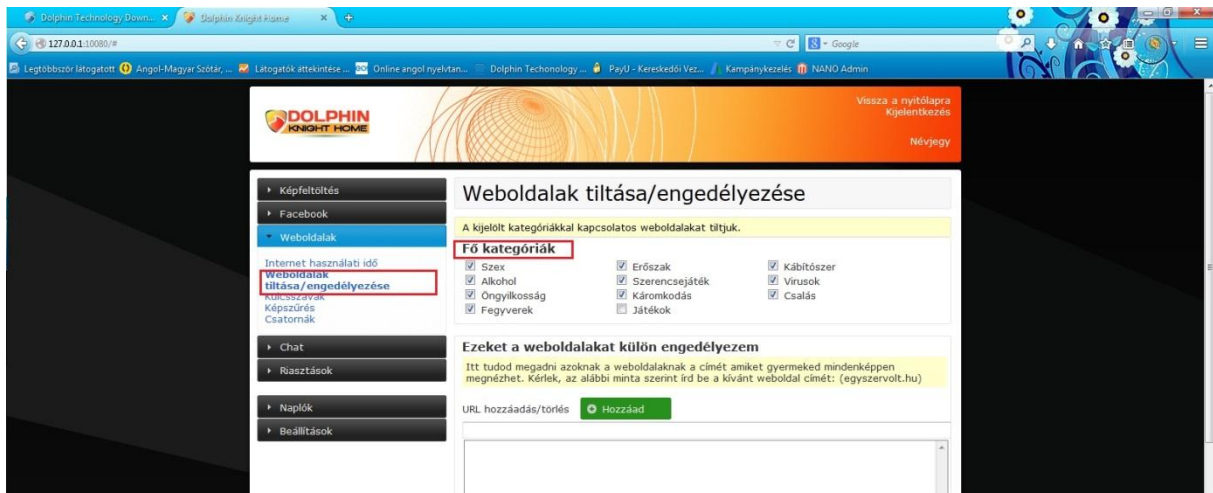 Dolphin Technology Down...
Dolphin Knight Home
127.0.0.1:10080/#
Google
Legtöbbször látogatott
Angol-Magyar Szótár, ...
Látogatók áttekintése ...
Online angol nyelvtan...
Dolphin Techonology ...
PayU - Kereskedői Vez...
Kampánykezelés
NANO Admin
DOLPHIN
KNIGHT HOME
Vissza a nyitólapra
Kijelentkezés
Névjegy
Képfeltöltés
Facebook
Weboldalak
Internet használati idő
Weboldalak
tiltása/engedélyezése
Kulcsszavak
Képszűrés
Csatornák
Chat
Riasztások
Naplók
Beállítások
Weboldalak tiltása/engedélyezése
A kijelölt kategóriákkal kapcsolatos weboldalakat tiltjuk.
Fő kategóriák
Szex Erőszak Kábítószer
Alkohol Szerencsejáték Virusok
Öngyilkosság Káromkodás Csalás
Fegyverek Játékok
Ezeket a weboldalakat külön engedélyezem
Itt tudod megadni azoknak a weboldalaknak a címét amiket gyermeked mindenképpen
megnézhet. Kérlek, az alábbi minta szerint írd be a kívánt weboldal címét: (egyszervolt.hu)
URL hozzáadás/törlés Hozzáad